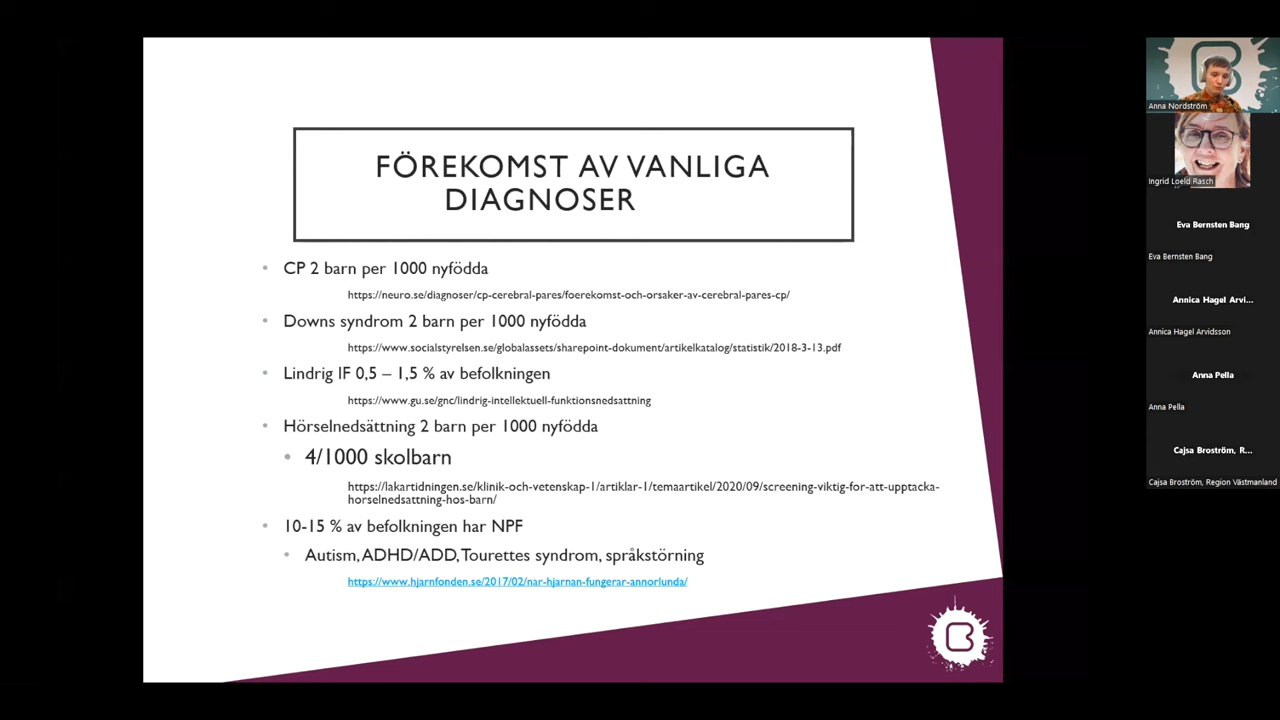 FÖREKOMST AV VANLIGA
DIAGNOSER
• CP 2 barn per 1000 nyfödda
https://neuro.se/diagnoser/cp-cerebral-pares/foerekomst-och-orsaker-av-cerebral-pares-cp/
• Downs syndrom 2 barn per 1000 nyfödda
https://www.socialstyrelsen.se/globalassets/sharepoint-dokument/artikelkatalog/statistik/2018-3-13.pdf
• Lindrig IF 0,5 – 1,5 % av befolkningen
https://www.gu.se/gnc/lindrig-intellektuell-funktionsnedsattning
• Hörselnedsättning 2 barn per 1000 nyfödda
• 4/1000 skolbarn
https://lakartidningen.se/klinik-och-vetenskap-1/artiklar-1/temaartikel/2020/09/screening-viktig-for-att-upptacka-
horselnedsattning-hos-barn/
• 10-15 % av befolkningen har NPF
• Autism, ADHD/ADD, Tourettes syndrom, språkstörning
https://www.hjarnfonden.se/2017/02/nar-hjarnan-fungerar-annorlunda/
Anna Nordström
Ingrid Loeld Rasch
Eva Bernsten Bang
Eva Bernsten Bang
Annica Hagel Arvi...
Annica Hagel Arvidsson
Anna Pella
Anna Pella
Cajsa Broström, R...
Cajsa Broström, Region Västmanland